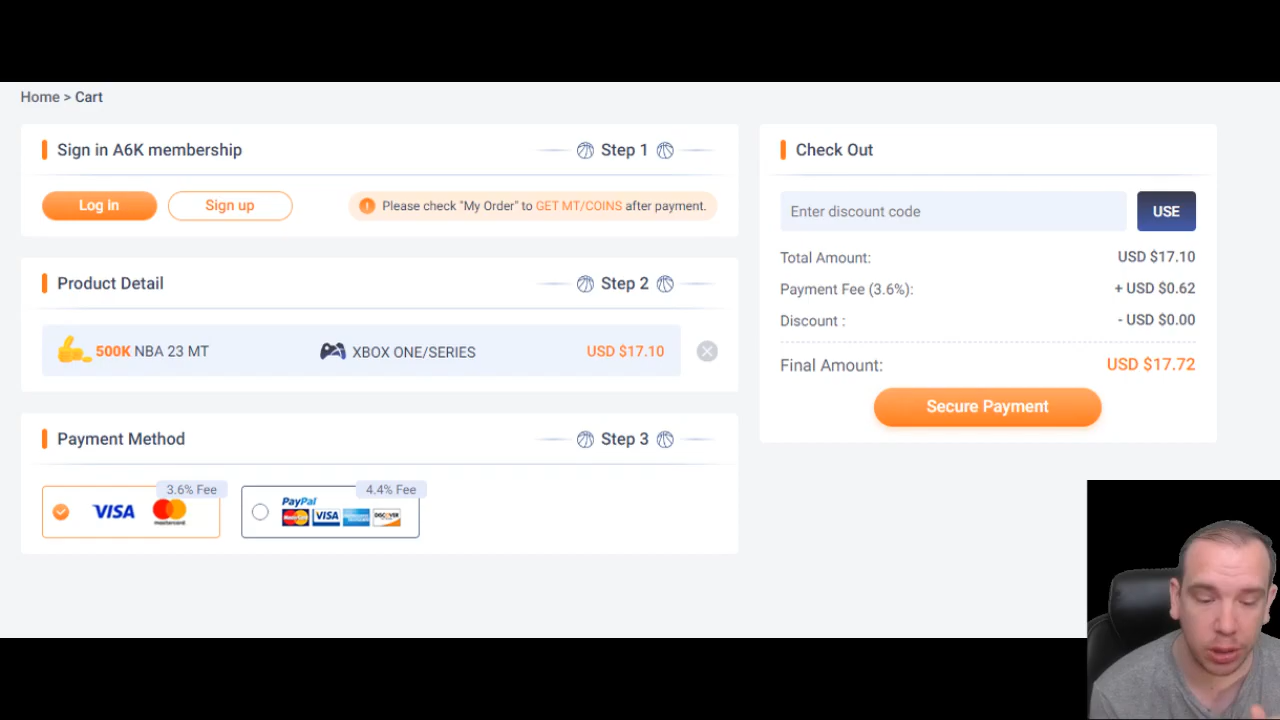 Home > Cart
Sign in A6K membership
Step 1
Log in
Sign up
Please check "My Order" to GET MT/COINS after payment.
Product Detail
Step 2
500K NBA 23 MT
XBOX ONE/SERIES
USD $17.10
Payment Method
Step 3
3.6% Fee
VISA
mastercard
4.4% Fee
PayPal
MasterCard
VISA
DISCOVER
Check Out
Enter discount code
USE
Total Amount:
USD $17.10
Payment Fee (3.6%):
+ USD $0.62
Discount :
- USD $0.00
Final Amount:
USD $17.72
Secure Payment